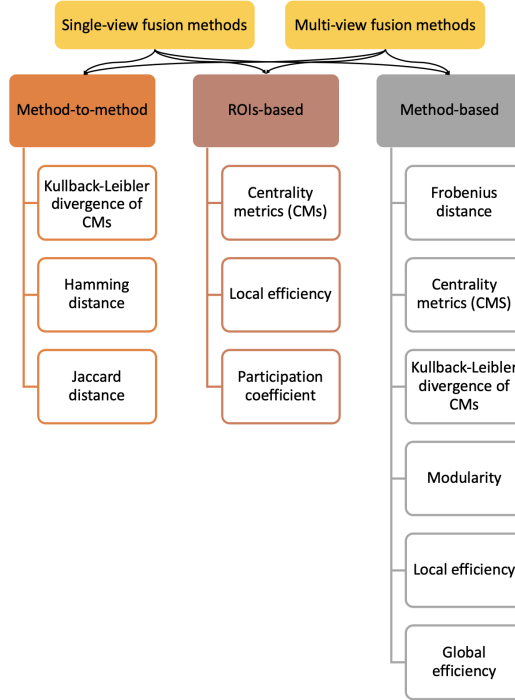 Single-view fusion methods
Multi-view fusion methods
Method-to-method
ROIs-based
Method-based
Kullback-Leibler
divergence of
CMs
Hamming
distance
Jaccard
distance
Centrality
metrics (CMs)
Local efficiency
Participation
coefficient
Frobenius
distance
Centrality
metrics (CMS)
Kullback-Leibler
divergence of
CMs
Modularity
Local efficiency
Global
efficiency